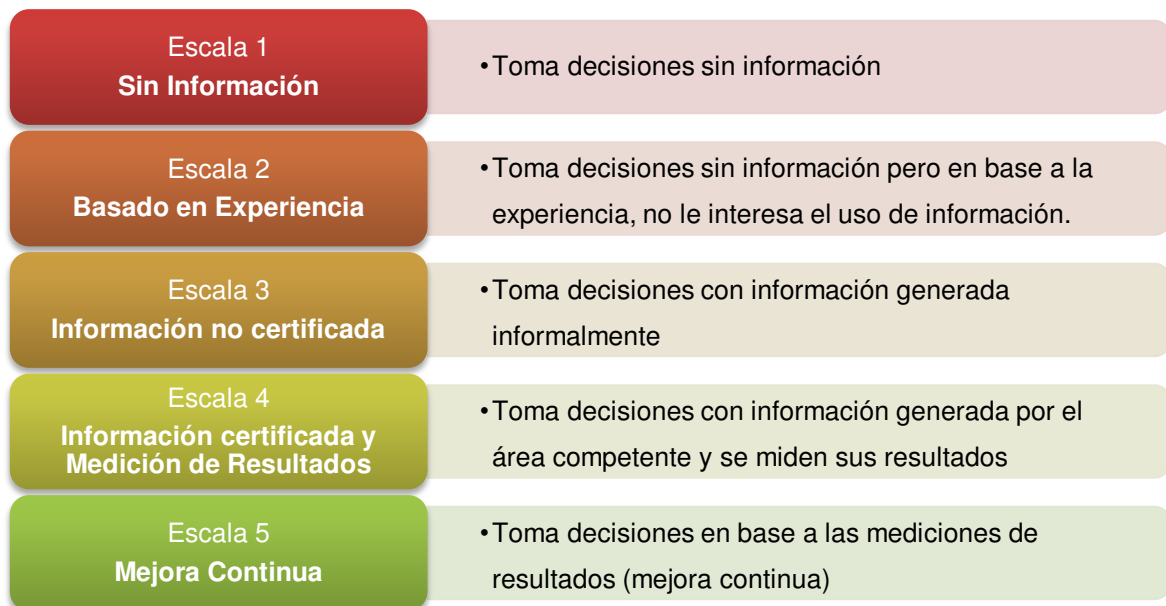 Escala 1
Sin Información
•Toma decisiones sin información
Escala 2
Basado en Experiencia
•Toma decisiones sin información pero en base a la
experiencia, no le interesa el uso de información.
Escala 3
Información no certificada
•Toma decisiones con información generada
informalmente
Escala 4
Información certificada y
Medición de Resultados
•Toma decisiones con información generada por el
área competente y se miden sus resultados
Escala 5
Mejora Continua
•Toma decisiones en base a las mediciones de
resultados (mejora continua)